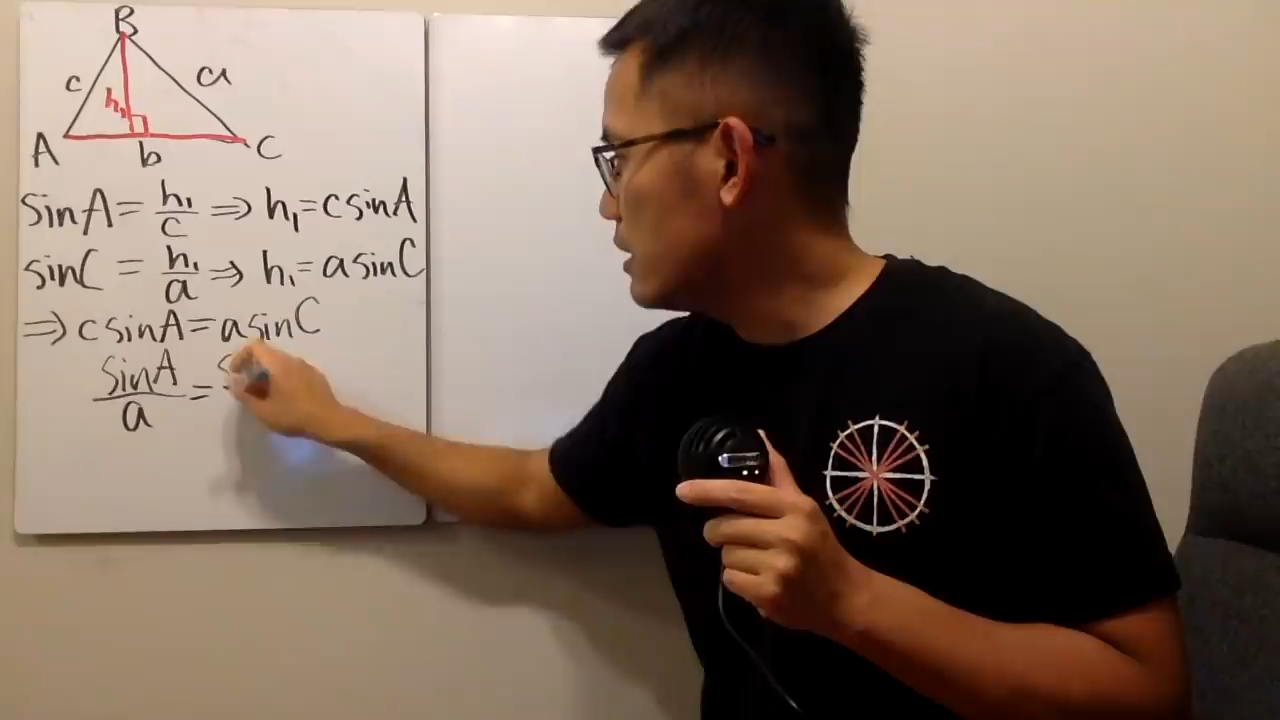 B
c a
h₁
A b C
sinA = h₁/c ⇒ h₁ = c sinA
sinC = h₁/a ⇒ h₁ = a sinC
⇒ c sinA = a sinC
sinA/a = s